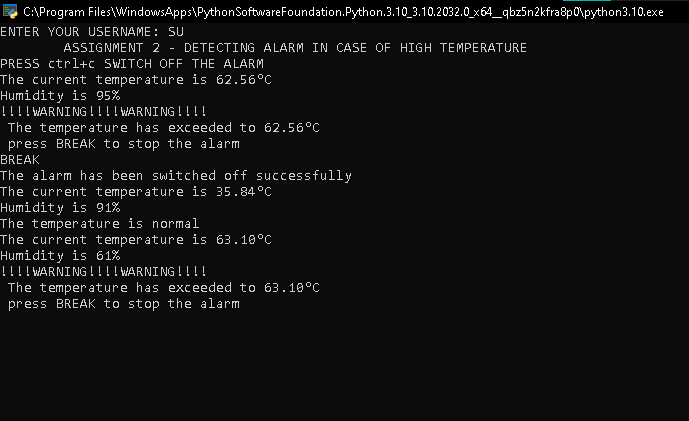 C:\Program Files\WindowsApps\PythonSoftwareFoundation.Python.3.10_3.10.2032.0_x64__qbz5n2kfra8p0\python3.10.exe
ENTER YOUR USERNAME: SU
        ASSIGNMENT 2 - DETECTING ALARM IN CASE OF HIGH TEMPERATURE
PRESS ctrl+c SWITCH OFF THE ALARM
The current temperature is 62.56°C
Humidity is 95%
!!!!WARNING!!!!WARNING!!!!
 The temperature has exceeded to 62.56°C
 press BREAK to stop the alarm
BREAK
The alarm has been switched off successfully
The current temperature is 35.84°C
Humidity is 91%
The temperature is normal
The current temperature is 63.10°C
Humidity is 61%
!!!!WARNING!!!!WARNING!!!!
 The temperature has exceeded to 63.10°C
 press BREAK to stop the alarm